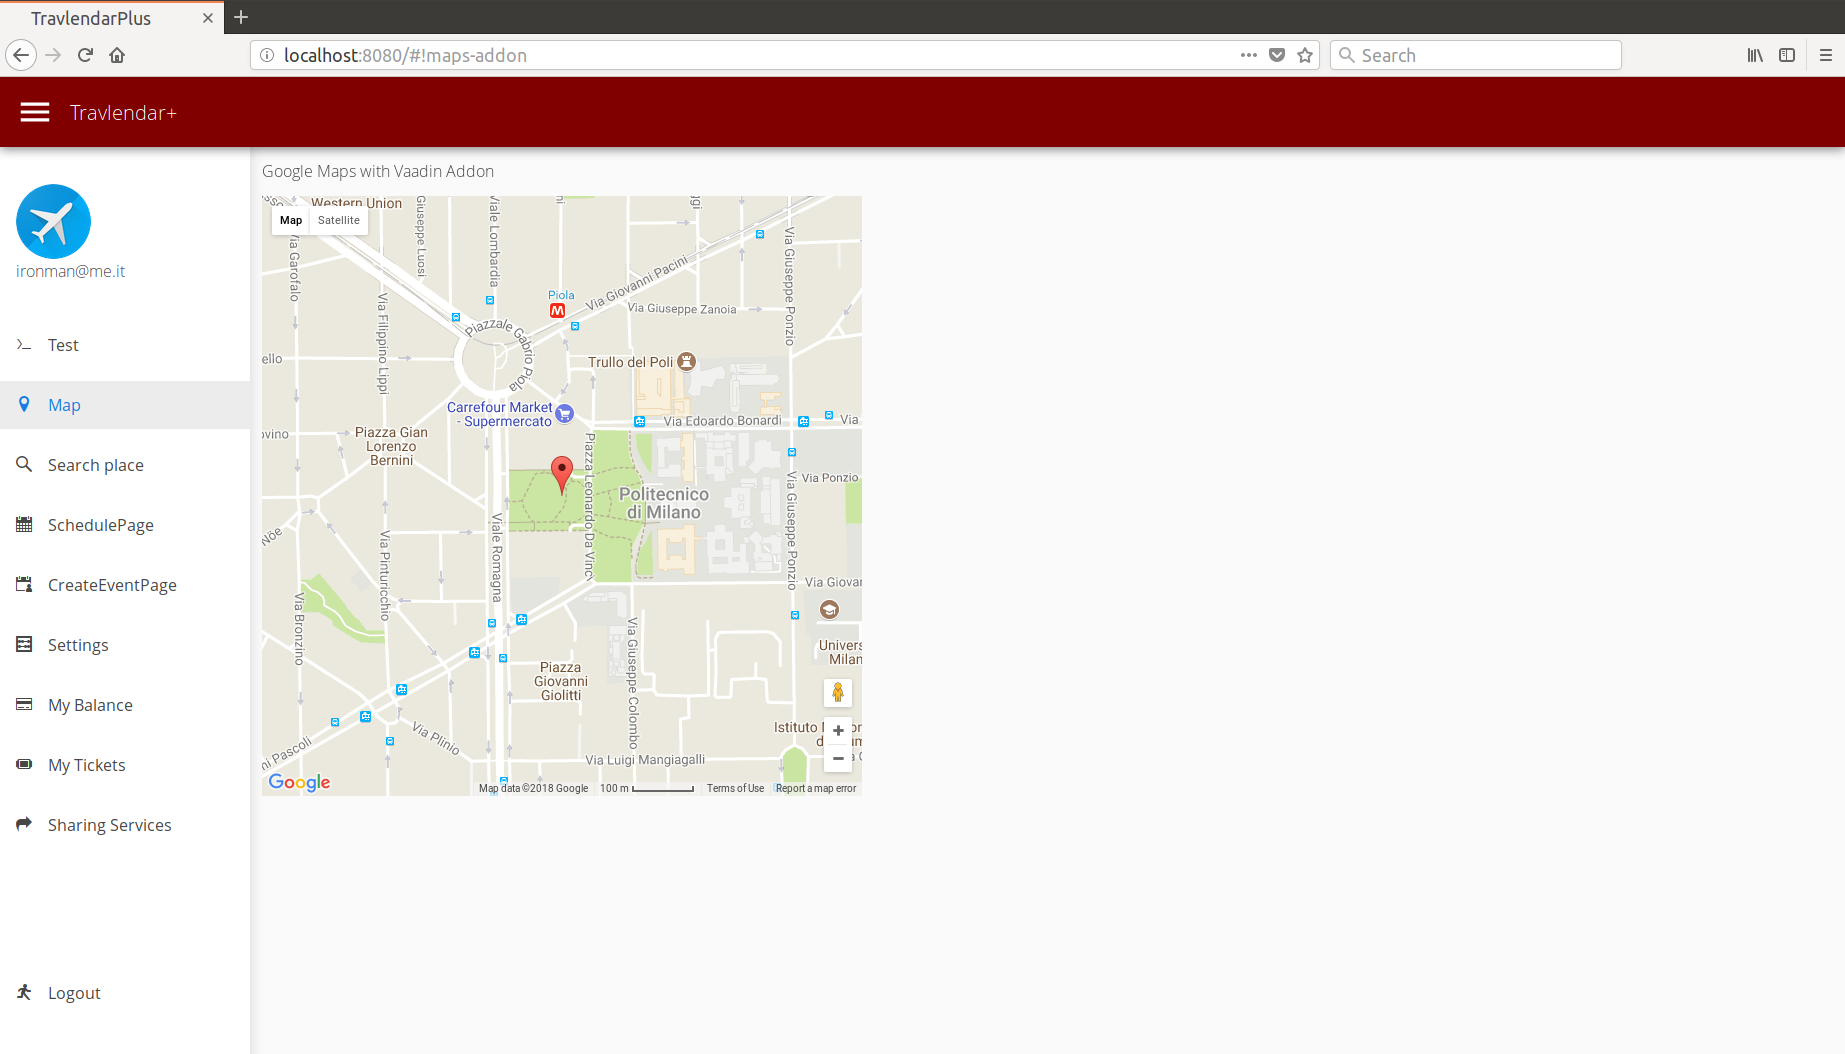 TravlendarPlus
localhost:8080/#!maps-addon
Search
Travlendar+
ironman@me.it
Test
Map
Search place
SchedulePage
CreateEventPage
Settings
My Balance
My Tickets
Sharing Services
Logout
Google Maps with Vaadin Addon
Western Union
Map
Satellite
Via Garofalo
Giuseppe Luosi
Viale Lombardia
Via Giovanni Pacini
Via Giuseppe Ponzio
Piola
M
Via Giuseppe Zanoia
Via Filippino Lippi
Piazzale Gabrio Piola
ello
Trullo del Poli
Carrefour Market
- Supermercato
Via Edoardo Bonardi
Via
ovino
Piazza Gian
Lorenzo
Bernini
Piazza Leonardo Da Vinci
Politecnico
di Milano
Via Ponzio
Via Giuseppe Ponzio
Noë
Via Pinturicchio
Viale Romagna
Via Giovan
Via Bronzino
Via Giuseppe Colombo
Univers
Milan
Piazza
Giovanni
Giolitti
Istituto
Via Plinio
ni Pascoli
Via Luigi Mangiagalli
Google
Map data ©2018 Google
100 m
Terms of Use
Report a map error